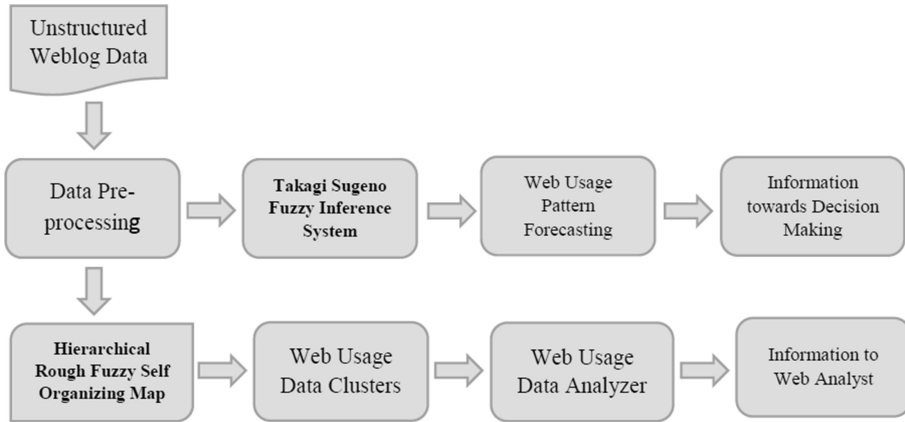 Unstructured
Weblog Data
Data Pre-
processing
Takagi Sugeno
Fuzzy Inference
System
Web Usage
Pattern
Forecasting
Information
towards Decision
Making
Hierarchical
Rough Fuzzy Self
Organizing Map
Web Usage
Data Clusters
Web Usage
Data Analyzer
Information to
Web Analyst